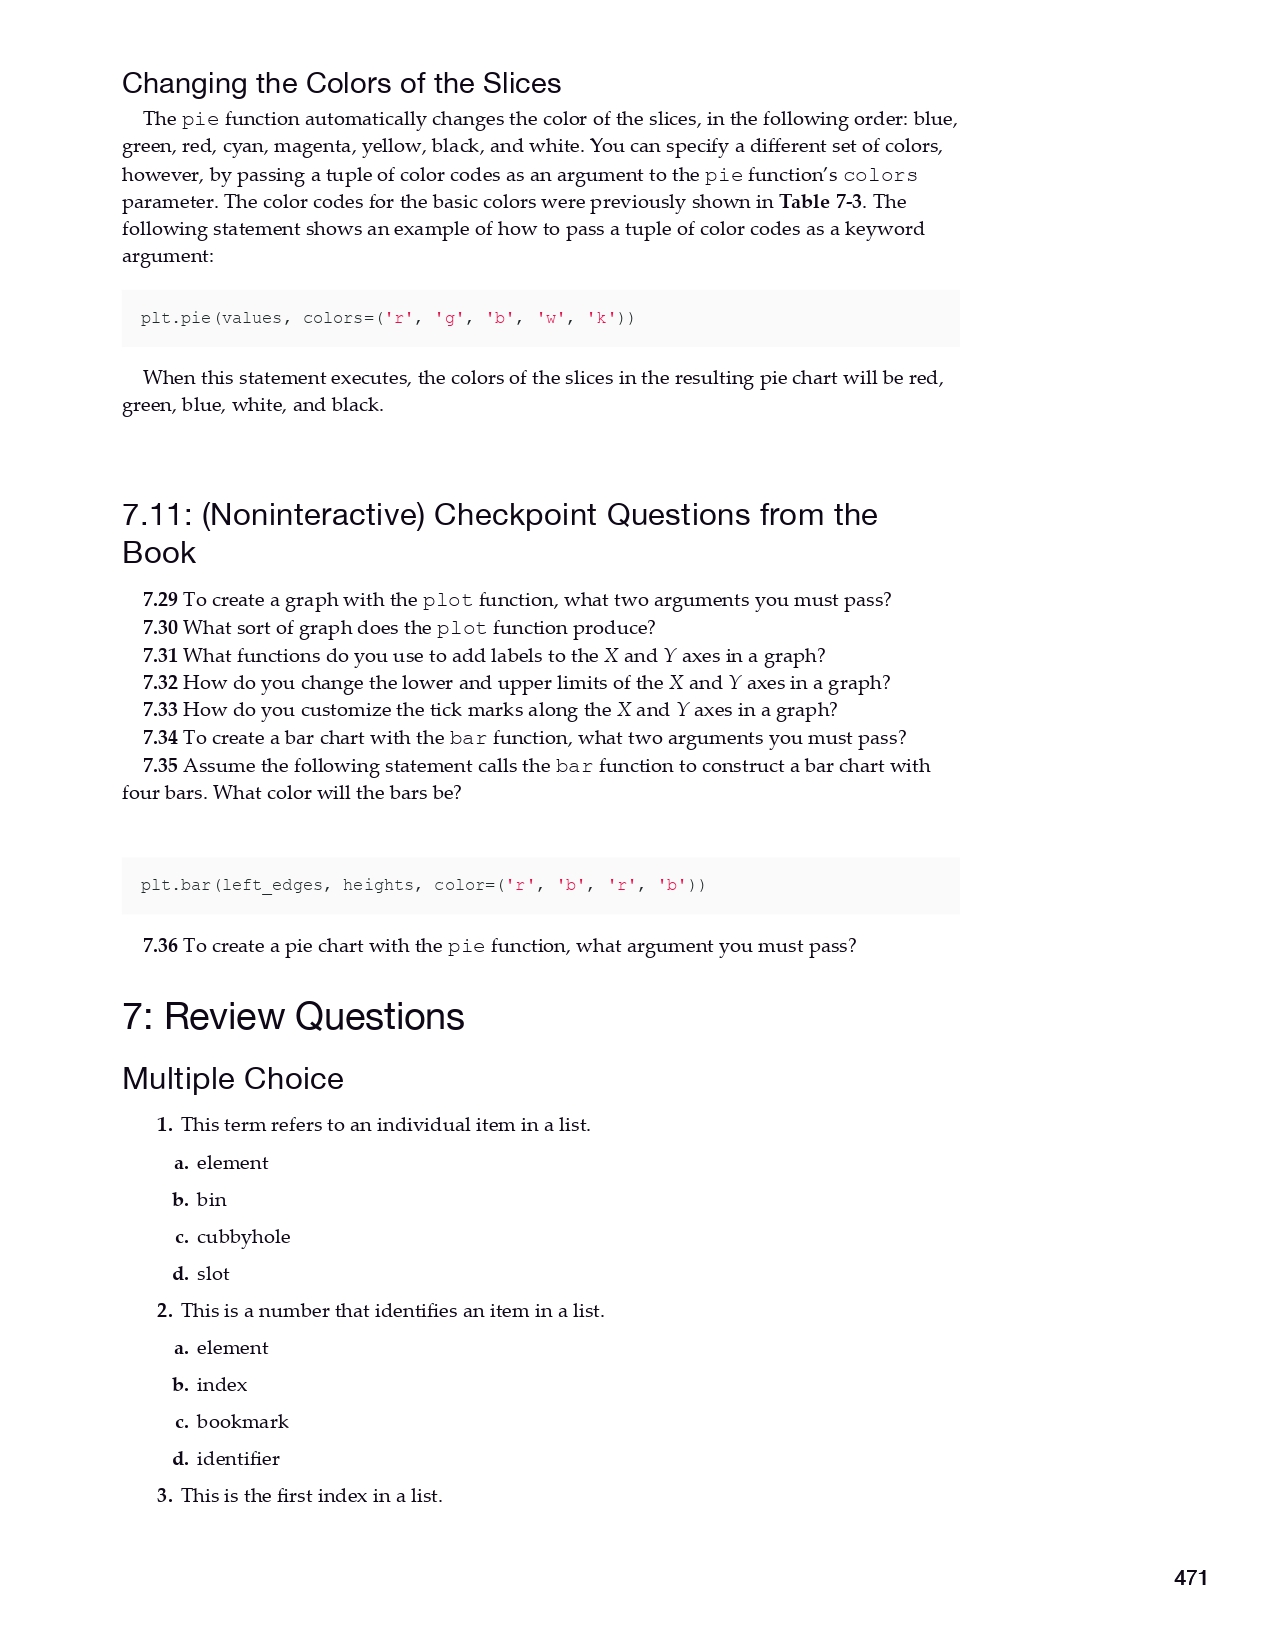 Changing the Colors of the Slices
The pie function automatically changes the color of the slices, in the following order: blue,
green, red, cyan, magenta, yellow, black, and white. You can specify a different set of colors,
however, by passing a tuple of color codes as an argument to the pie function’s colors
parameter. The color codes for the basic colors were previously shown in Table 7-3. The
following statement shows an example of how to pass a tuple of color codes as a keyword
argument:
plt.pie(values, colors=('r', 'g', 'b', 'w', 'k'))
When this statement executes, the colors of the slices in the resulting pie chart will be red,
green, blue, white, and black.
7.11: (Noninteractive) Checkpoint Questions from the
Book
7.29 To create a graph with the plot function, what two arguments you must pass?
7.30 What sort of graph does the plot function produce?
7.31 What functions do you use to add labels to the X and Y axes in a graph?
7.32 How do you change the lower and upper limits of the X and Y axes in a graph?
7.33 How do you customize the tick marks along the X and Y axes in a graph?
7.34 To create a bar chart with the bar function, what two arguments you must pass?
7.35 Assume the following statement calls the bar function to construct a bar chart with
four bars. What color will the bars be?
plt.bar(left_edges, heights, color=('r', 'b', 'r', 'b'))
7.36 To create a pie chart with the pie function, what argument you must pass?
7: Review Questions
Multiple Choice
1. This term refers to an individual item in a list.
a. element
b. bin
c. cubbyhole
d. slot
2. This is a number that identifies an item in a list.
a. element
b. index
c. bookmark
d. identifier
3. This is the first index in a list.
471